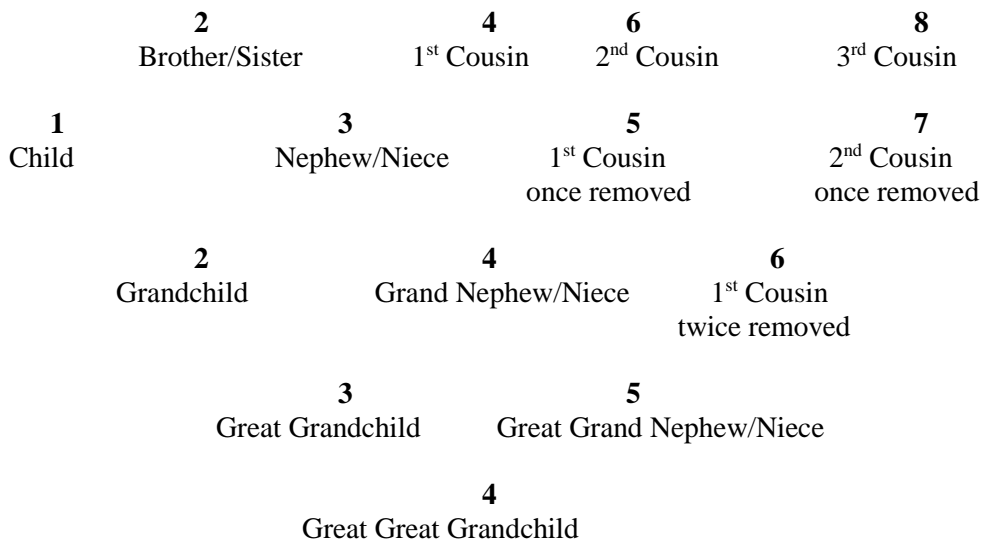 2 4 6 8
Brother/Sister 1st Cousin 2nd Cousin 3rd Cousin
1 3 5 7
Child Nephew/Niece 1st Cousin 2nd Cousin
once removed once removed
2 4 6
Grandchild Grand Nephew/Niece 1st Cousin
twice removed
3 5
Great Grandchild Great Grand Nephew/Niece
4
Great Great Grandchild